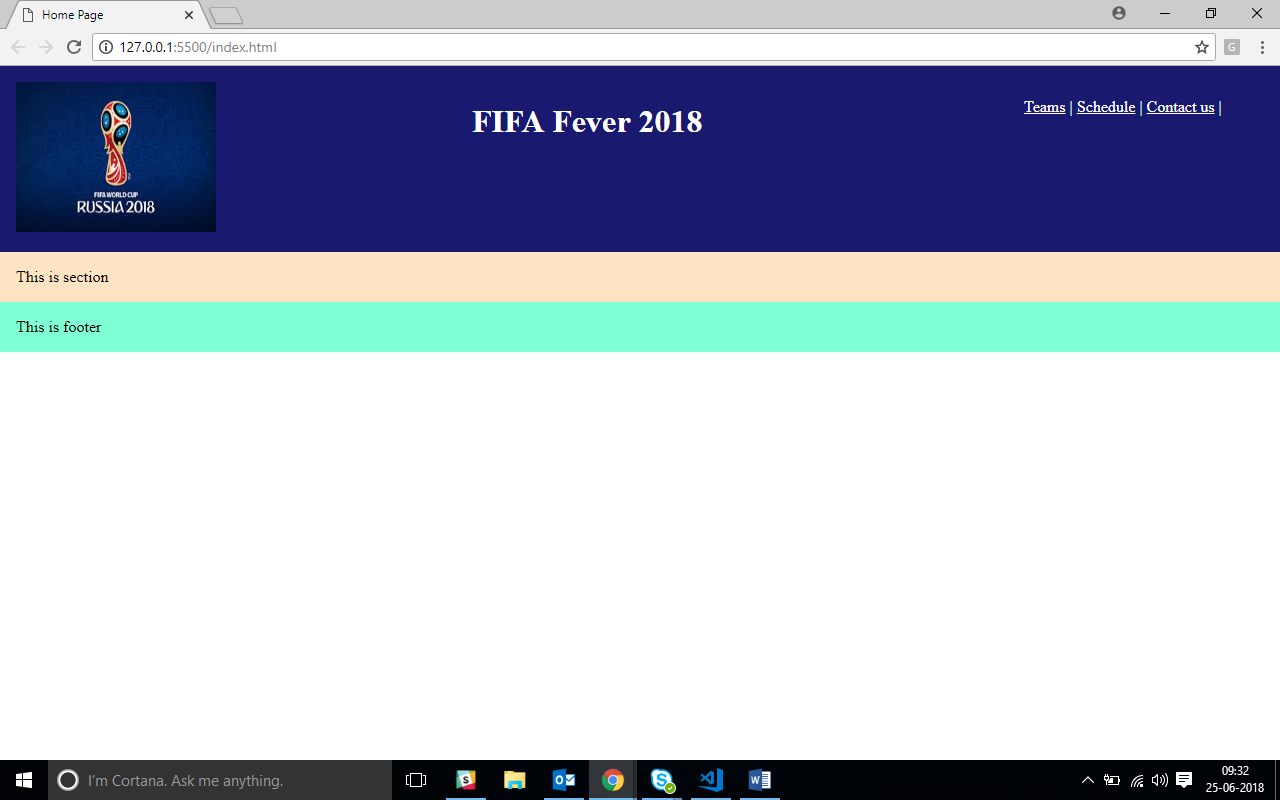 Home Page
127.0.0.1:5500/index.html
G
FIFA WORLD CUP
RUSSIA 2018
FIFA Fever 2018
Teams | Schedule | Contact us |
This is section
This is footer
I'm Cortana. Ask me anything.
09:32
25-06-2018